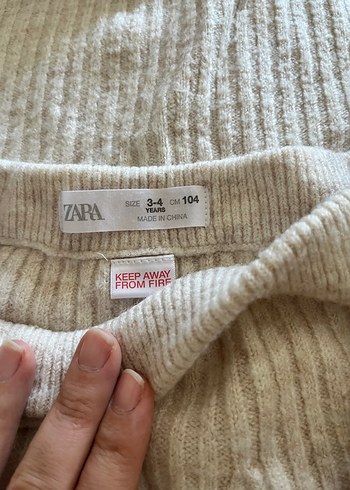 ZARA SIZE 3-4 CM 104
YEARS
MADE IN CHINA
KEEP AWAY
FROM FIRE